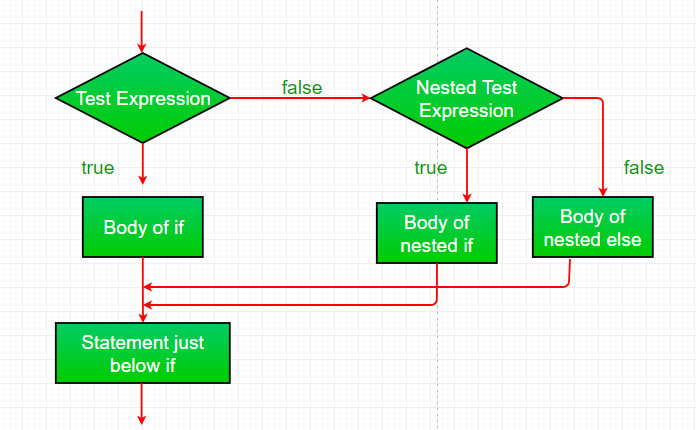 Test Expression
false
Nested Test
Expression
true
true
false
Body of if
Body of
nested if
Body of
nested else
Statement just
below if